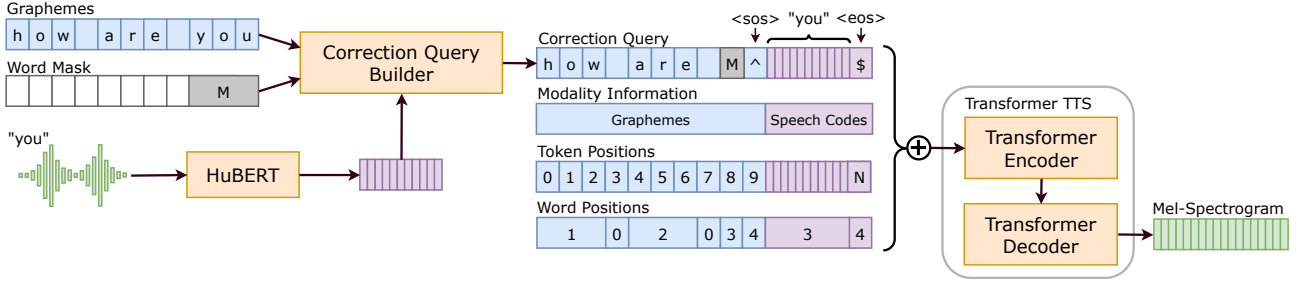 Graphemes
h o w a r e y o u
Word Mask
M
"you"
HuBERT
Correction Query
Builder
<sos> "you" <eos>
Correction Query
h o w a r e M ^ $
Modality Information
Graphemes Speech Codes
Token Positions
0 1 2 3 4 5 6 7 8 9 N
Word Positions
1 0 2 0 3 4 3 4
+
Transformer TTS
Transformer
Encoder
Transformer
Decoder
Mel-Spectrogram